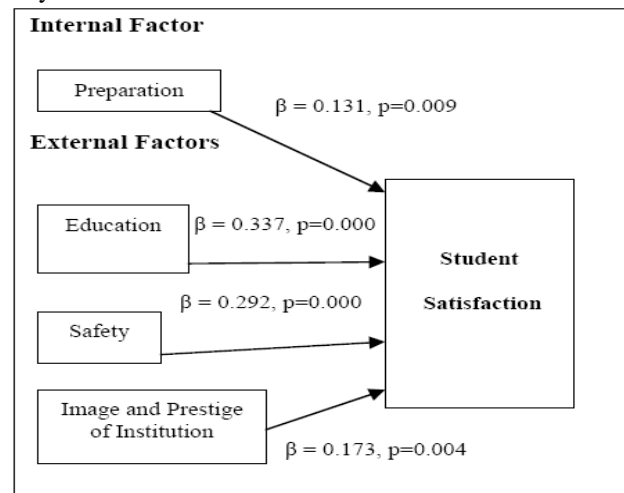 Internal Factor
Preparation
β = 0.131, p=0.009
External Factors
Education
β = 0.337, p=0.000
Student
Satisfaction
β = 0.292, p=0.000
Safety
Image and Prestige
of Institution
β = 0.173, p=0.004